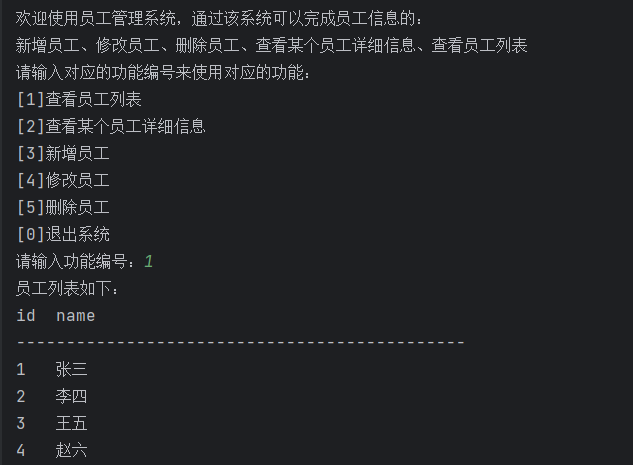 欢迎使用员工管理系统，通过该系统可以完成员工信息的：
新增员工、修改员工、删除员工、查看某个员工详细信息、查看员工列表
请输入对应的功能编号来使用对应的功能：
[1]查看员工列表
[2]查看某个员工详细信息
[3]新增员工
[4]修改员工
[5]删除员工
[0]退出系统
请输入功能编号：1
员工列表如下：
id  name
---------------------------------------------
1   张三
2   李四
3   王五
4   赵六